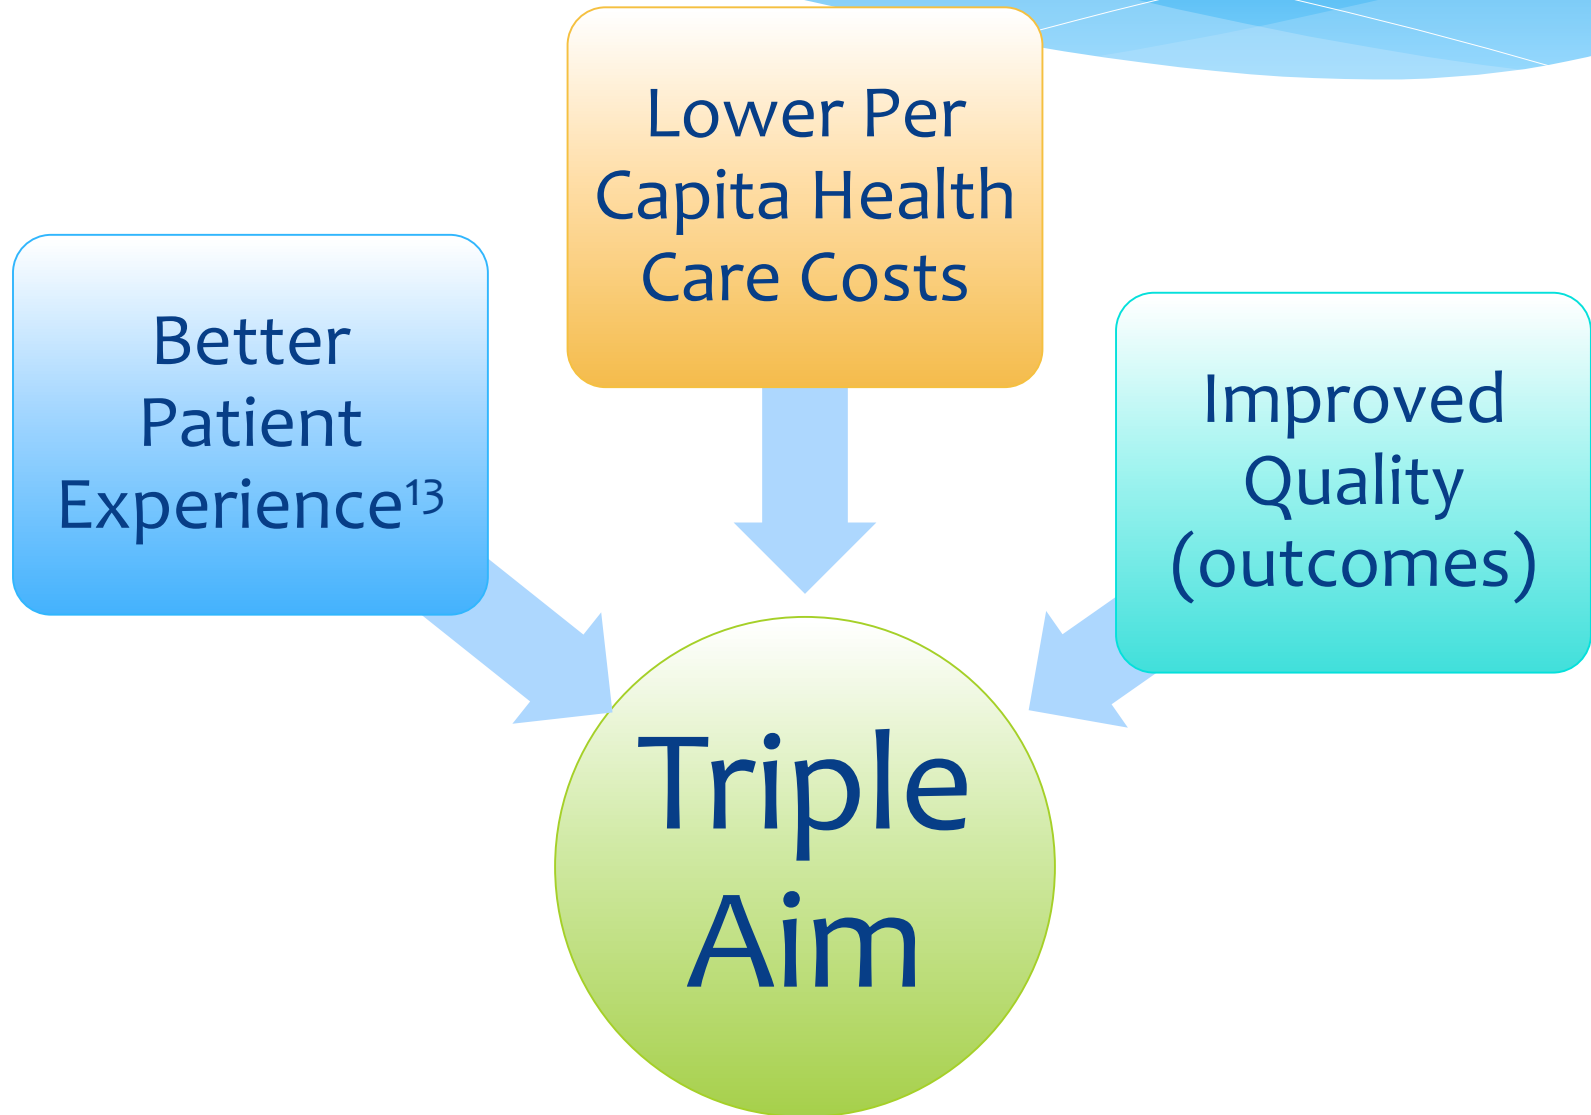 Lower Per
Capita Health
Care Costs
Better
Patient
Experience¹³
Improved
Quality
(outcomes)
Triple
Aim